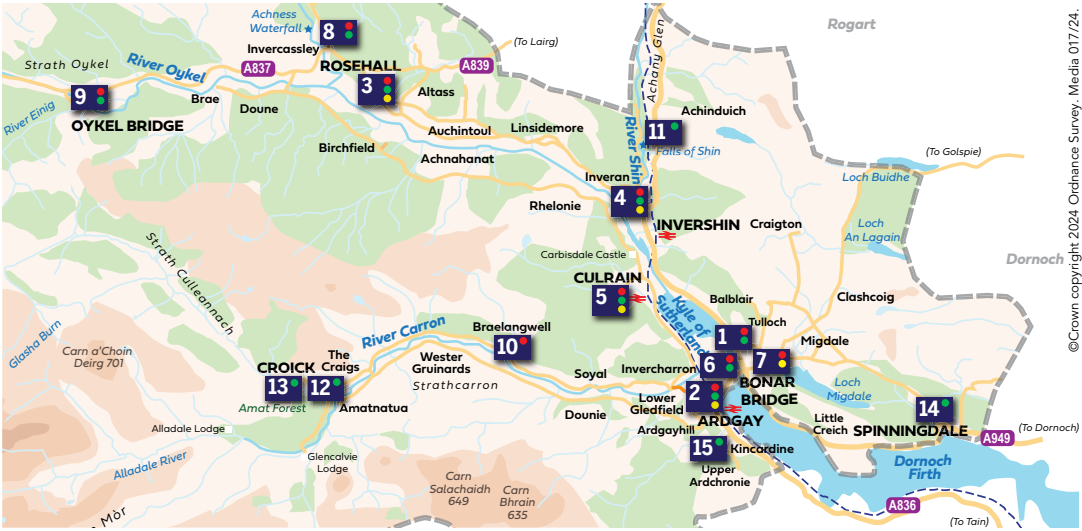 Achness
Waterfall
8
Invercassley
(To Lairg)
Rogart
Strath Oykel
River Oykel
A837
ROSEHALL
A839
Achany Glen
3
Altass
9
Brae
Doune
River Einig
OYKEL BRIDGE
Auchintoul
Linsidemore
Achinduich
11
River Shin
Falls of Shin
Birchfield
Achnahanat
(To Golspie)
Inveran
Loch Buidhe
4
Rhelonie
INVERSHIN
Craigton
Loch
An Lagain
Strath Culleannach
Carbisdale Castle
Dornoch
CULRAIN
5
Kyle of
Sutherland
Balblair
Clashcoig
Glasha Burn
River Carron
Braelangwell
10
1
Tulloch
Migdale
Carn a'Choin
Deirg 701
The
Craigs
CROICK
Wester
Gruinards
Strathcarron
Soyal
Invercharron
6
7
BONAR
BRIDGE
Loch
Migdale
13
12
Amat Forest
Amatnatua
Lower
Gledfield
2
ARDGAY
Dounie
Little
Creich
14
SPINNINGDALE
(To Dornoch)
A949
Alladale Lodge
Ardgayhill
15
Kincardine
Upper
Ardchronie
Glencalvie
Lodge
Alladale River
Carn
Salachaidh
649
Carn
Bhrain
635
Dornoch
Firth
A836
(To Tain)
Mòr
©Crown copyright 2024 Ordnance Survey. Media 017/24.